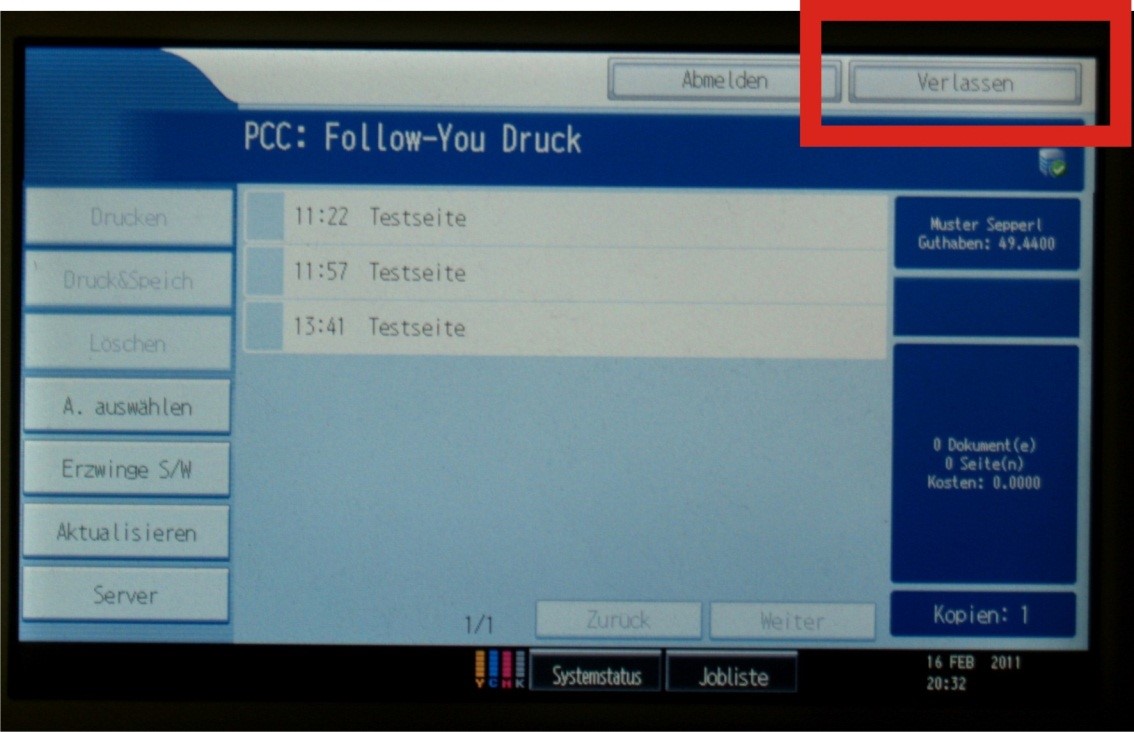 Abmelden
Verlassen
PCC: Follow-You Druck
Drucken
11:22 Testseite
Muster Sepperl
Guthaben: 49.4400
Druck&Speich
11:57 Testseite
Löschen
13:41 Testseite
A. auswählen
Erzwinge S/W
0 Dokument(e)
0 Seite(n)
Kosten: 0.0000
Aktualisieren
Server
1/1
Zurück
Weiter
Kopien: 1
Y C M K
Systemstatus
Jobliste
16 FEB 2011
20:32